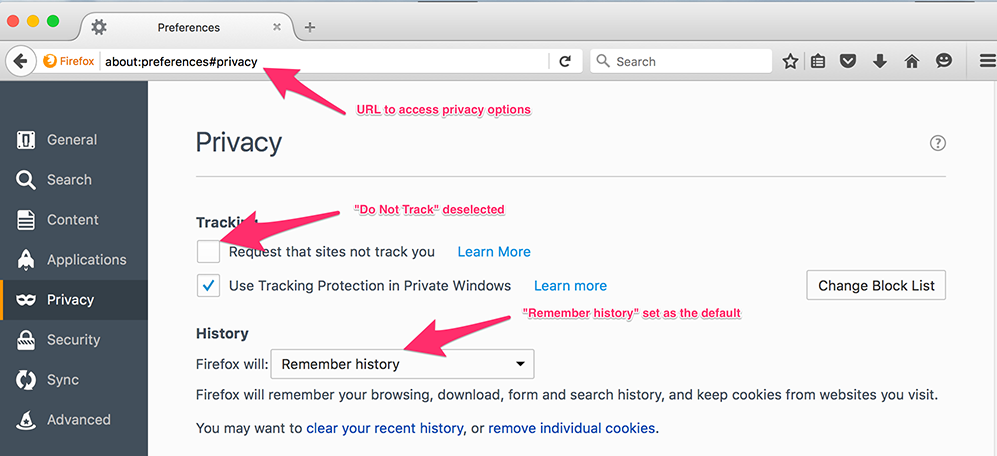 Preferences
Firefox about:preferences#privacy
Search
URL to access privacy options
General
Search
Content
Applications
Privacy
Security
Sync
Advanced
Privacy
?
"Do Not Track" deselected
Tracking
Request that sites not track you Learn More
Use Tracking Protection in Private Windows Learn more Change Block List
"Remember history" set as the default
History
Firefox will: Remember history
Firefox will remember your browsing, download, form and search history, and keep cookies from websites you visit.
You may want to clear your recent history, or remove individual cookies.